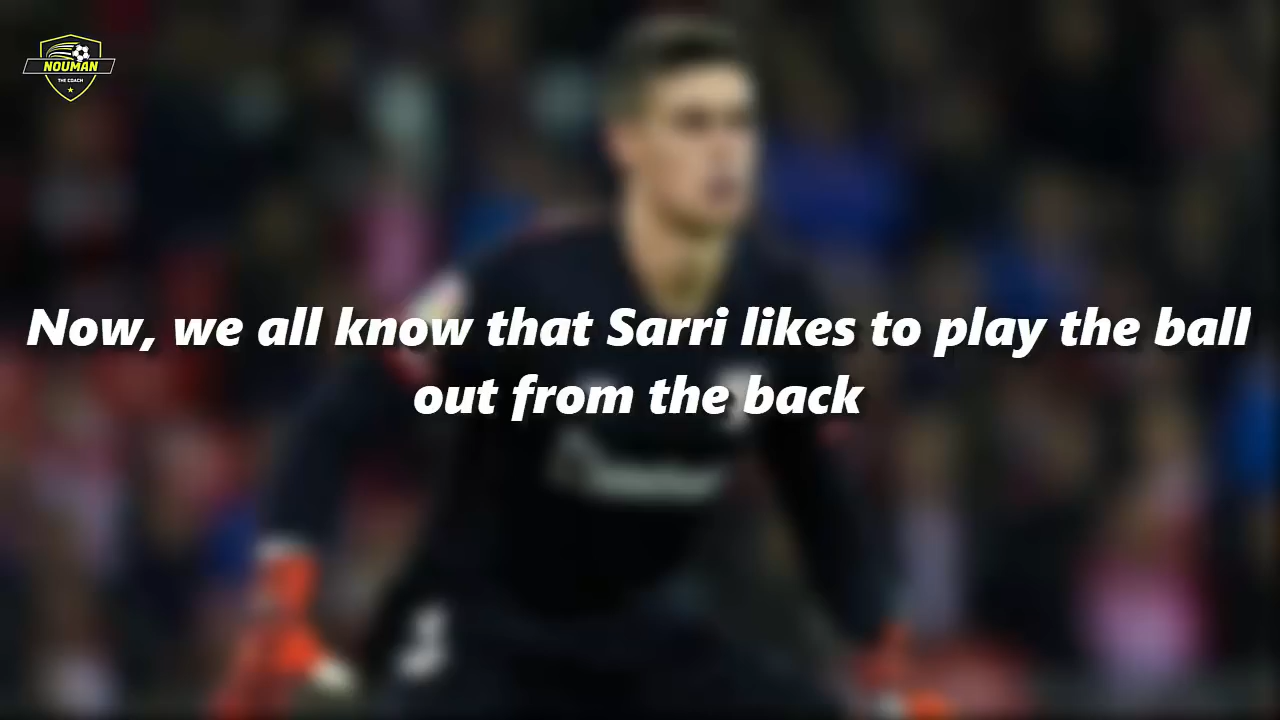 NOUMAN
THE COACH
Now, we all know that Sarri likes to play the ball
out from the back